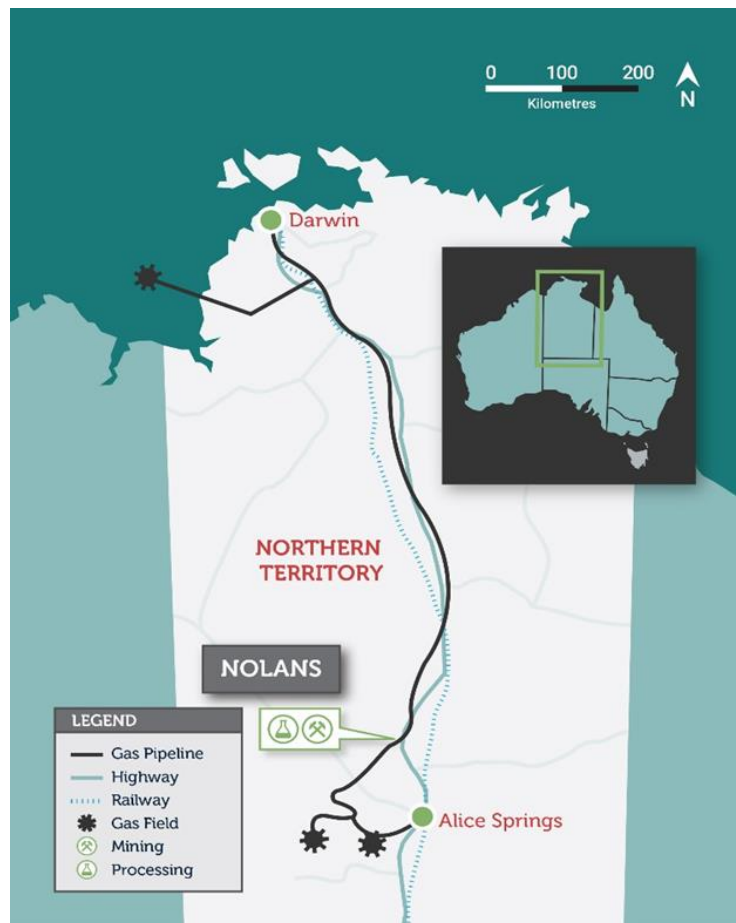 0 100 200
Kilometres
N
Darwin
NORTHERN
TERRITORY
NOLANS
LEGEND
Gas Pipeline
Highway
Railway
Gas Field
Mining
Processing
Alice Springs